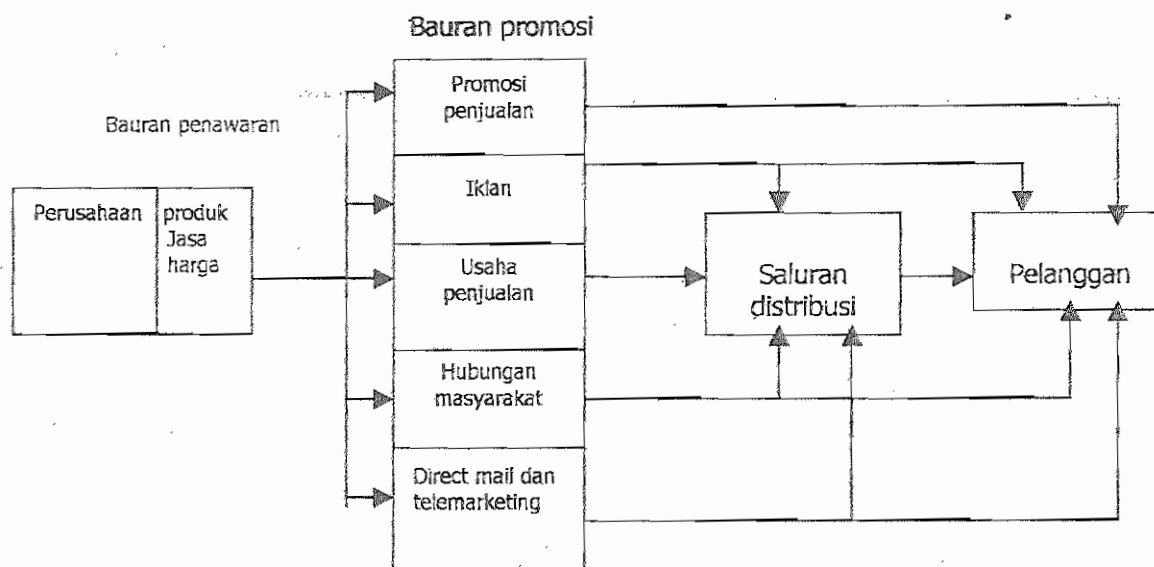 Bauran promosi
Promosi
penjualan
Bauran penawaran
Iklan
Perusahaan
produk
Jasa
harga
Usaha
penjualan
Saluran
distribusi
Pelanggan
Hubungan
masyarakat
Direct mail dan
telemarketing